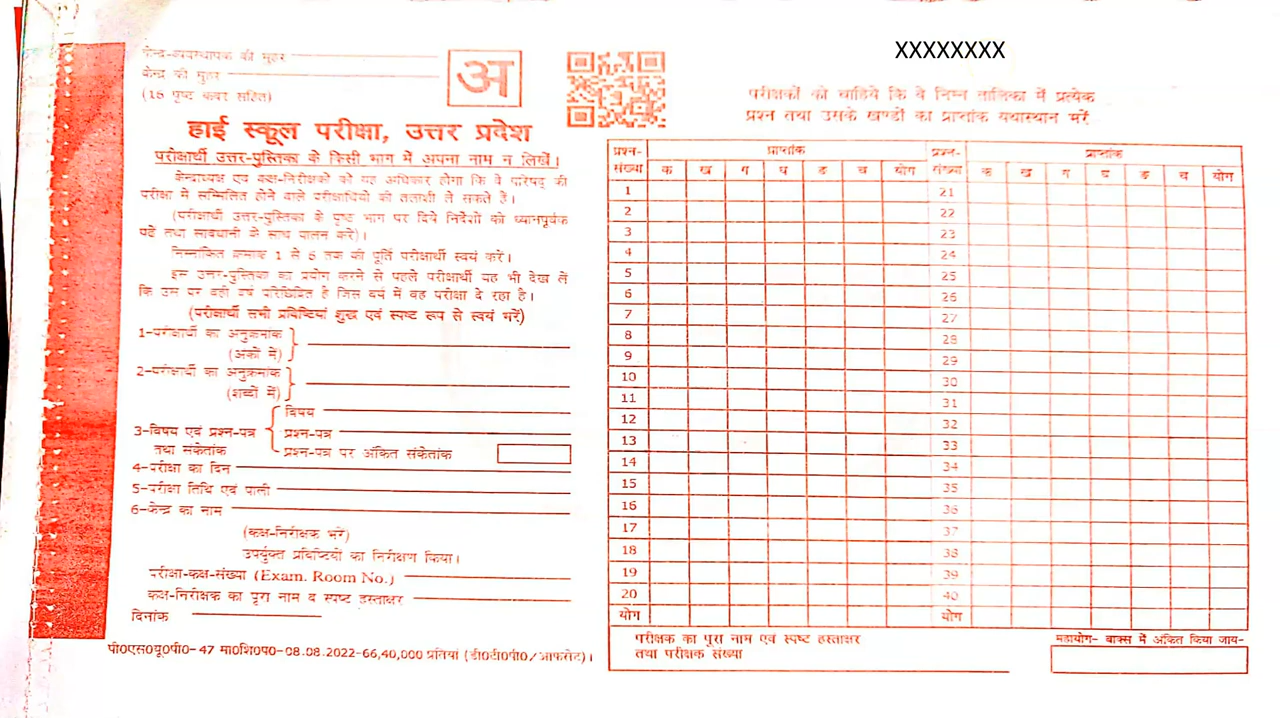 केन्द्र-व्यवस्थापक की मुहर
केन्द्र की मुहर
(16 पृष्ठ कवर सहित)
अ
हाई स्कूल परीक्षा, उत्तर प्रदेश
परीक्षार्थी उत्तर-पुस्तिका के किसी भाग में अपना नाम न लिखें।
केन्द्राध्यक्ष एवं कक्ष-निरीक्षकों को यह अधिकार होगा कि वे परिषद् की
परीक्षा में सम्मिलित होने वाले परीक्षार्थियों की तलाशी ले सकते हैं।
(परीक्षार्थी उत्तर-पुस्तिका के पृष्ठ भाग पर दिये निर्देशों को ध्यानपूर्वक
पढ़ें तथा सावधानी के साथ पालन करें)।
निम्नांकित क्रमांक 1 से 6 तक की पूर्ति परीक्षार्थी स्वयं करें।
इस उत्तर-पुस्तिका का प्रयोग करने से पहले परीक्षार्थी यह भी देख लें
कि उस पर वही वर्ष परिछिद्रित है जिस वर्ष में वह परीक्षा दे रहा है।
(परीक्षार्थी सभी प्रविष्टियां शुद्ध एवं स्पष्ट रूप से स्वयं भरें)
1-परीक्षार्थी का अनुक्रमांक
(अंकों में)
2-परीक्षार्थी का अनुक्रमांक
(शब्दों में)
3-विषय एवं प्रश्न-पत्र तथा संकेतांक
विषय
प्रश्न-पत्र
प्रश्न-पत्र पर अंकित संकेतांक
4-परीक्षा का दिन
5-परीक्षा तिथि एवं पाली
6-केन्द्र का नाम
(कक्ष-निरीक्षक भरें)
उपर्युक्त प्रविष्टियों का निरीक्षण किया।
परीक्षा-कक्ष-संख्या (Exam. Room No.)
कक्ष-निरीक्षक का पूरा नाम व स्पष्ट हस्ताक्षर
दिनांक
पी0एस0यू0पी0-47 मा0शि0प0-08.08.2022-66,40,000 प्रतियां (डी0टी0पी0/आफसेट)।
XXXXXXXX
परीक्षकों को चाहिये कि वे निम्न तालिका में प्रत्येक
प्रश्न तथा उसके खण्डों का प्राप्तांक यथास्थान भरें
प्रश्न-संख्या प्राप्तांक प्रश्न-संख्या प्राप्तांक
क ख ग घ ङ च योग क ख ग घ ङ च योग
1 21
2 22
3 23
4 24
5 25
6 26
7 27
8 28
9 29
10 30
11 31
12 32
13 33
14 34
15 35
16 36
17 37
18 38
19 39
20 40
योग योग
परीक्षक का पुरा नाम एवं स्पष्ट हस्ताक्षर
तथा परीक्षक संख्या
महायोग- बाक्स में अंकित किया जाय-